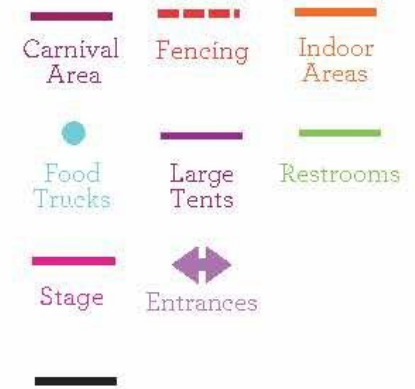 Carnival
Area
Fencing
Indoor
Areas
Food
Trucks
Large
Tents
Restrooms
Stage
Entrances